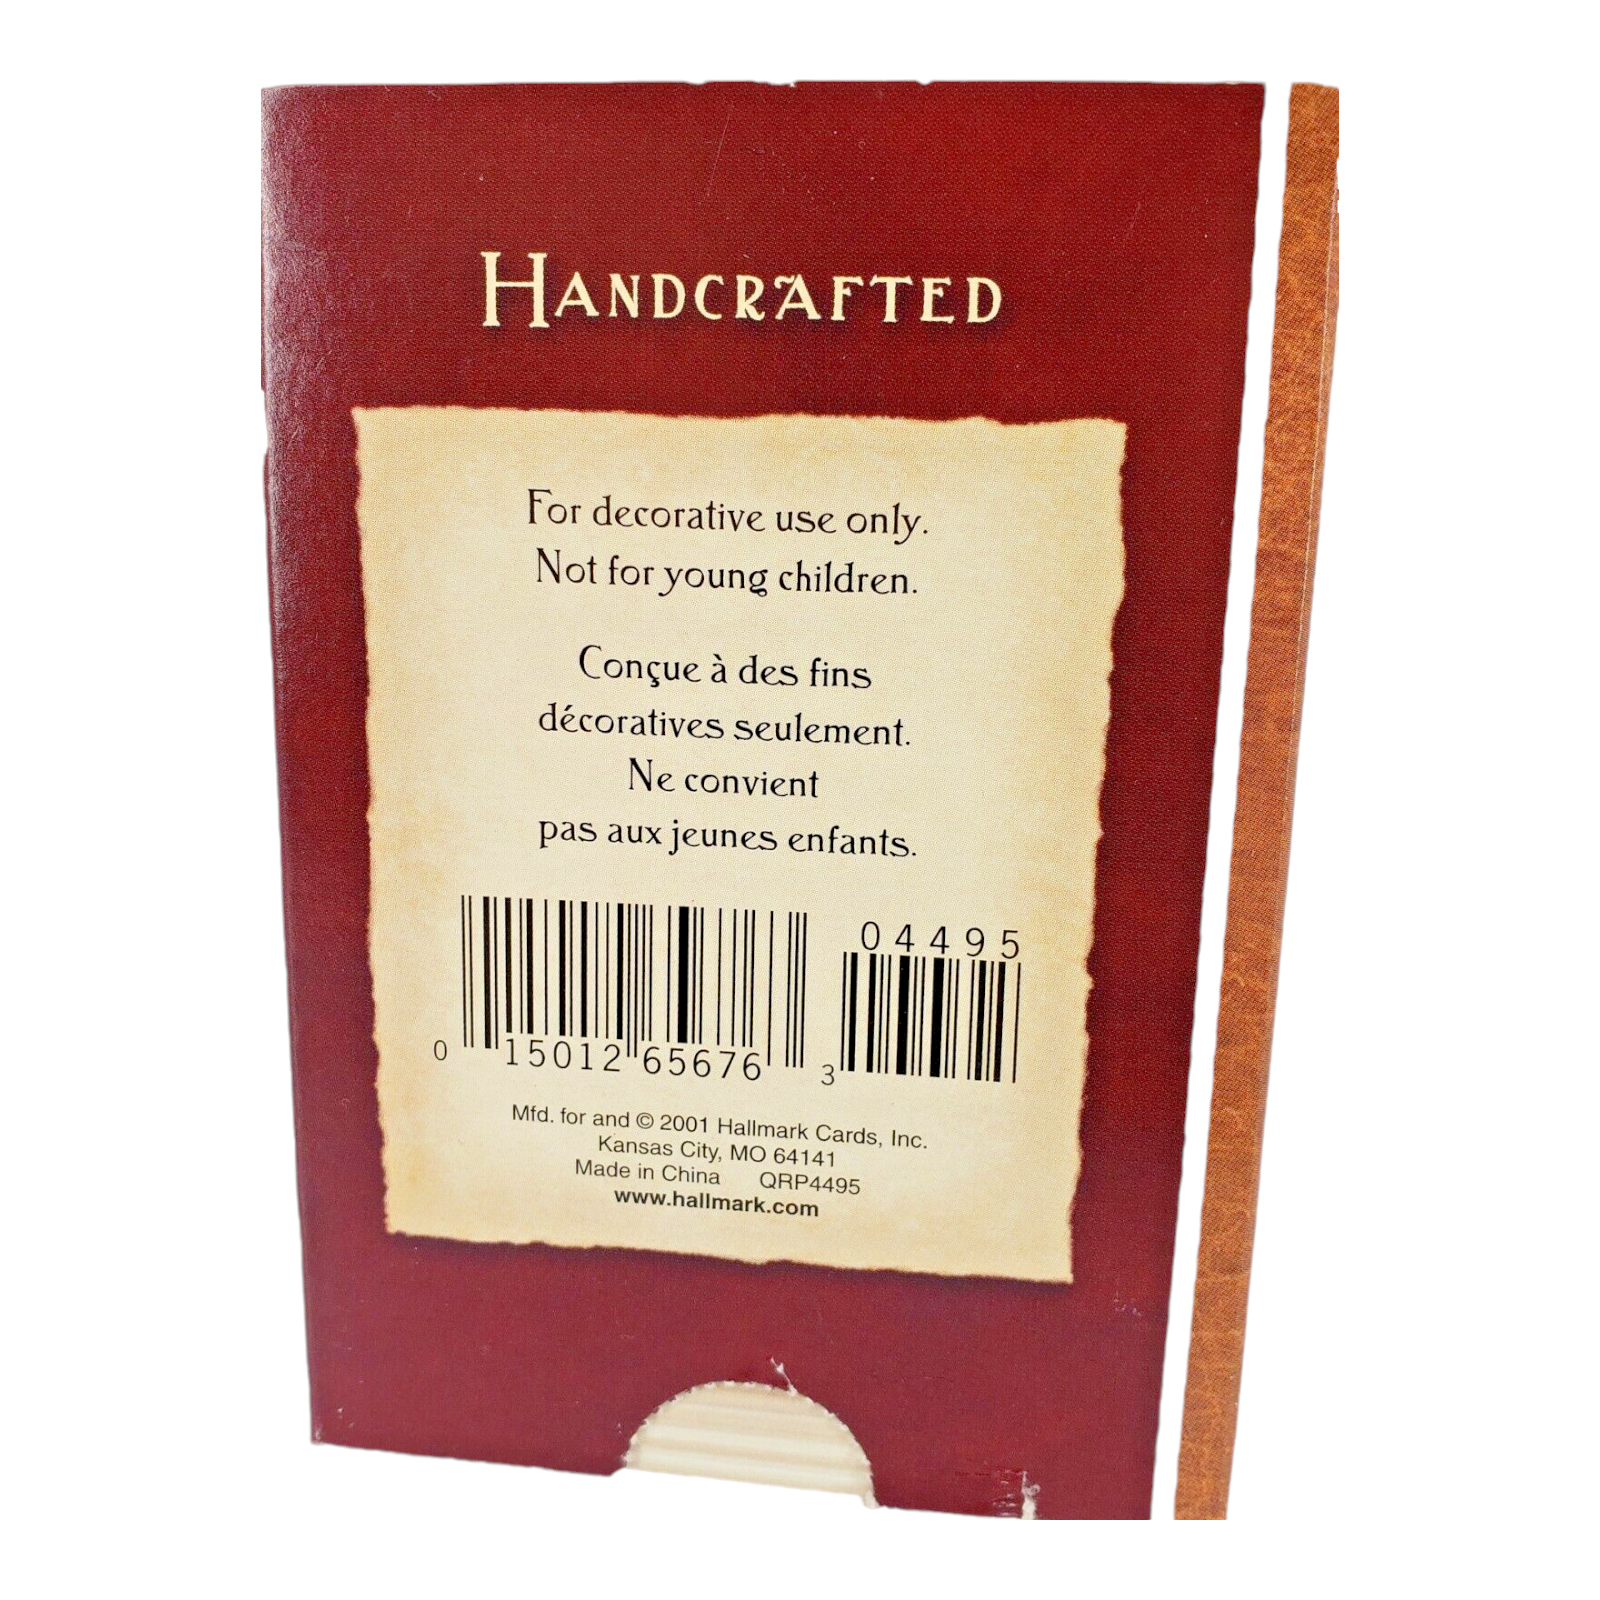 HANDCRAFTED
For decorative use only.
Not for young children.
Conçue à des fins
décoratives seulement.
Ne convient
pas aux jeunes enfants.
04495
0 15012 65676 3
Mfd. for and © 2001 Hallmark Cards, Inc.
Kansas City, MO 64141
Made in China QRP4495
www.hallmark.com